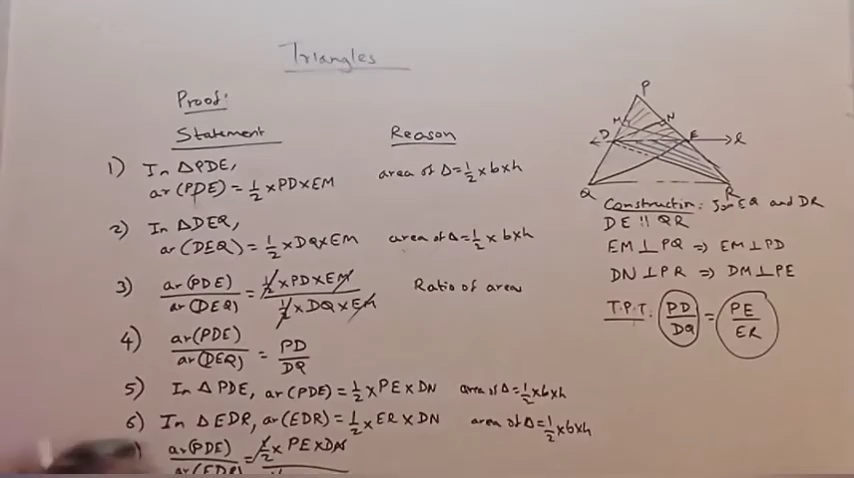 Triangles
Proof:
Statement Reason
1) In ΔPDE,
ar(PDE) = 1/2 × PD × EM area of Δ = 1/2 × b × h
2) In ΔDEQ,
ar(DEQ) = 1/2 × DQ × EM area of Δ = 1/2 × b × h
3) ar(PDE)/ar(DEQ) = 1/2 × PD × EM / 1/2 × DQ × EM Ratio of areas
4) ar(PDE)/ar(DEQ) = PD/DQ
5) In ΔPDE, ar(PDE) = 1/2 × PE × DN area of Δ = 1/2 × b × h
6) In ΔEDR, ar(EDR) = 1/2 × ER × DN area of Δ = 1/2 × b × h
ar(PDE)/ar(EDR) = 1/2 × PE × DN
P
M N
D E l
Q R
Construction: Join EQ and DR
DE || QR
EM ⊥ PQ ⇒ EM ⊥ PD
DN ⊥ PR ⇒ DM ⊥ PE
T.P.T. PD/DQ = PE/ER